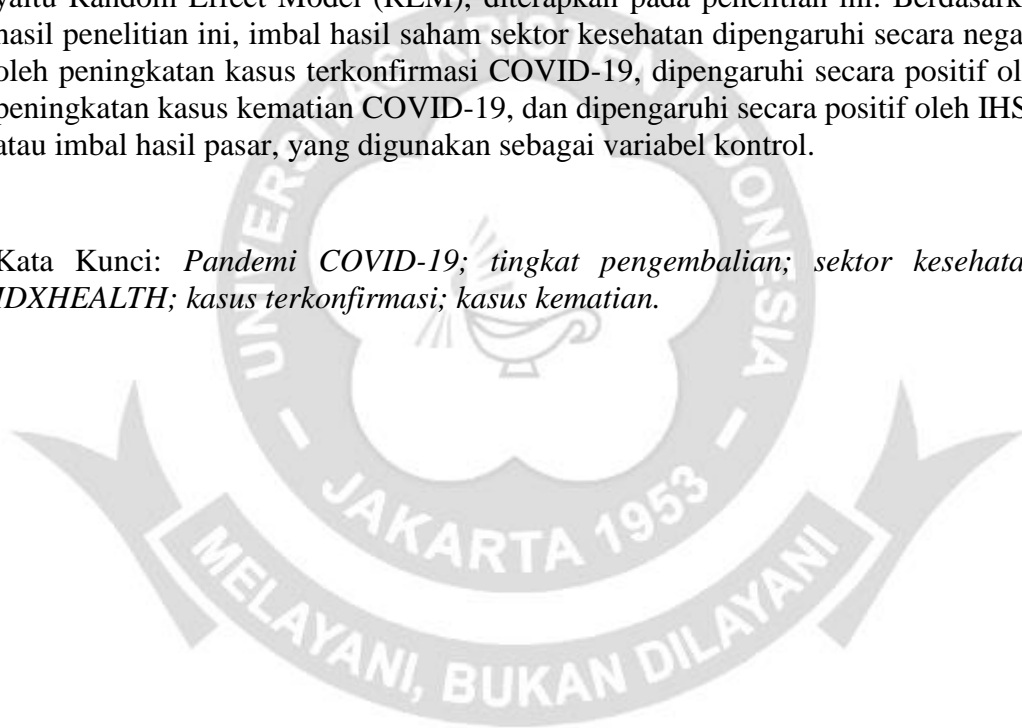 yaitu Random Effect Model (REM), diterapkan pada penelitian ini. Berdasark
hasil penelitian ini, imbal hasil saham sektor kesehatan dipengaruhi secara nega
oleh peningkatan kasus terkonfirmasi COVID-19, dipengaruhi secara positif ol
peningkatan kasus kematian COVID-19, dan dipengaruhi secara positif oleh IHS
atau imbal hasil pasar, yang digunakan sebagai variabel kontrol.
Kata Kunci: Pandemi COVID-19; tingkat pengembalian; sektor kesehata
IDXHEALTH; kasus terkonfirmasi; kasus kematian.
UNIVERSITAS KRISTEN INDONESIA
- JAKARTA 1953 -
MELAYANI, BUKAN DILAYANI